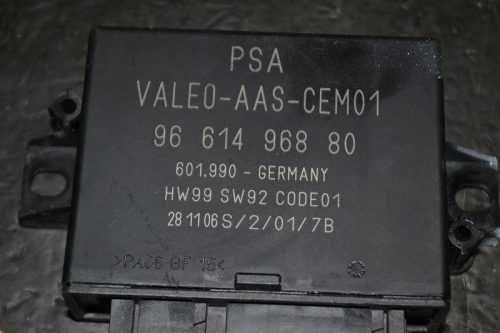 PSA
VALEO-AAS-CEM01
96 614 968 80
601.990 - GERMANY
HW99 SW92 CODE01
281106S/2/01/7B
>PA66 GF 15<